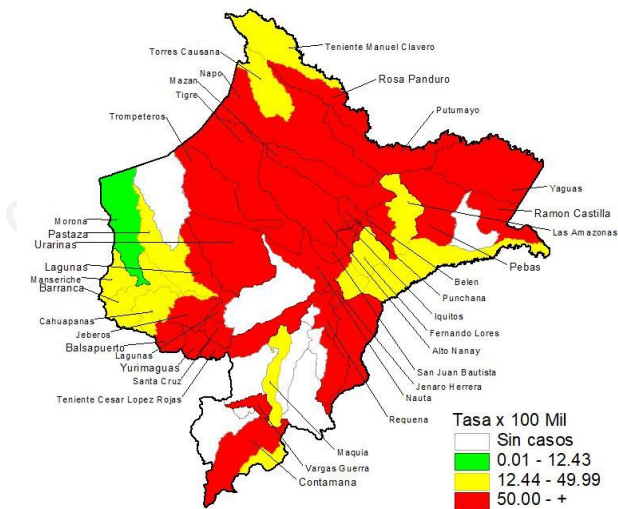 Teniente Manuel Clavero
Torres Causana
Napo
Rosa Panduro
Mazan
Tigre
Putumayo
Trompeteros
Yaguas
Ramon Castilla
Morona
Las Amazonas
Pastaza
Urarinas
Pebas
Lagunas
Belen
Manseriche
Barranca
Punchana
Iquitos
Cahuapanas
Fernando Lores
Jeberos
Alto Nanay
Balsapuerto
Lagunas
San Juan Bautista
Yurimaguas
Jenaro Herrera
Santa Cruz
Nauta
Teniente Cesar Lopez Rojas
Requena
Maquia
Vargas Guerra
Contamana
Tasa x 100 Mil
Sin casos
0.01 - 12.43
12.44 - 49.99
50.00 - +